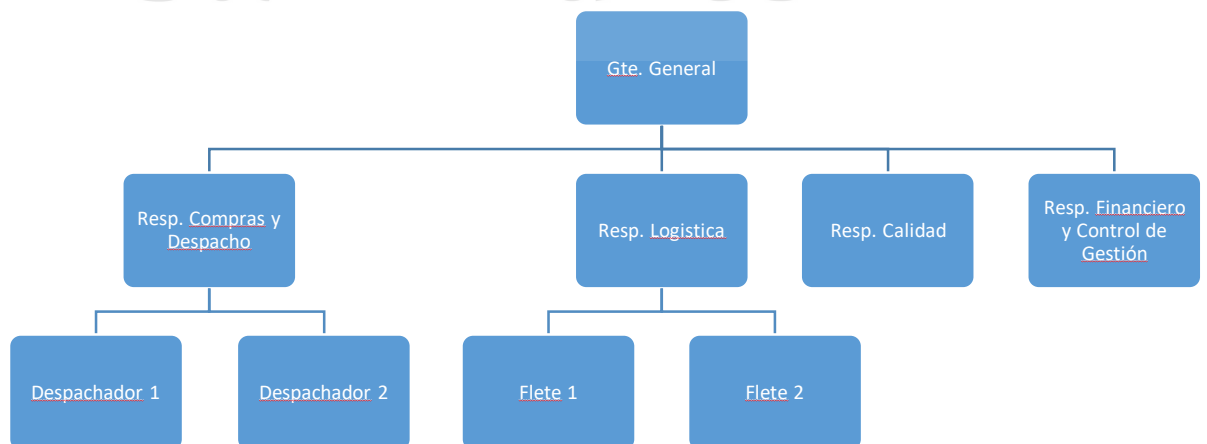 Gte. General
Resp. Compras y
Despacho
Resp. Logistica
Resp. Calidad
Resp. Financiero
y Control de
Gestión
Despachador 1
Despachador 2
Flete 1
Flete 2